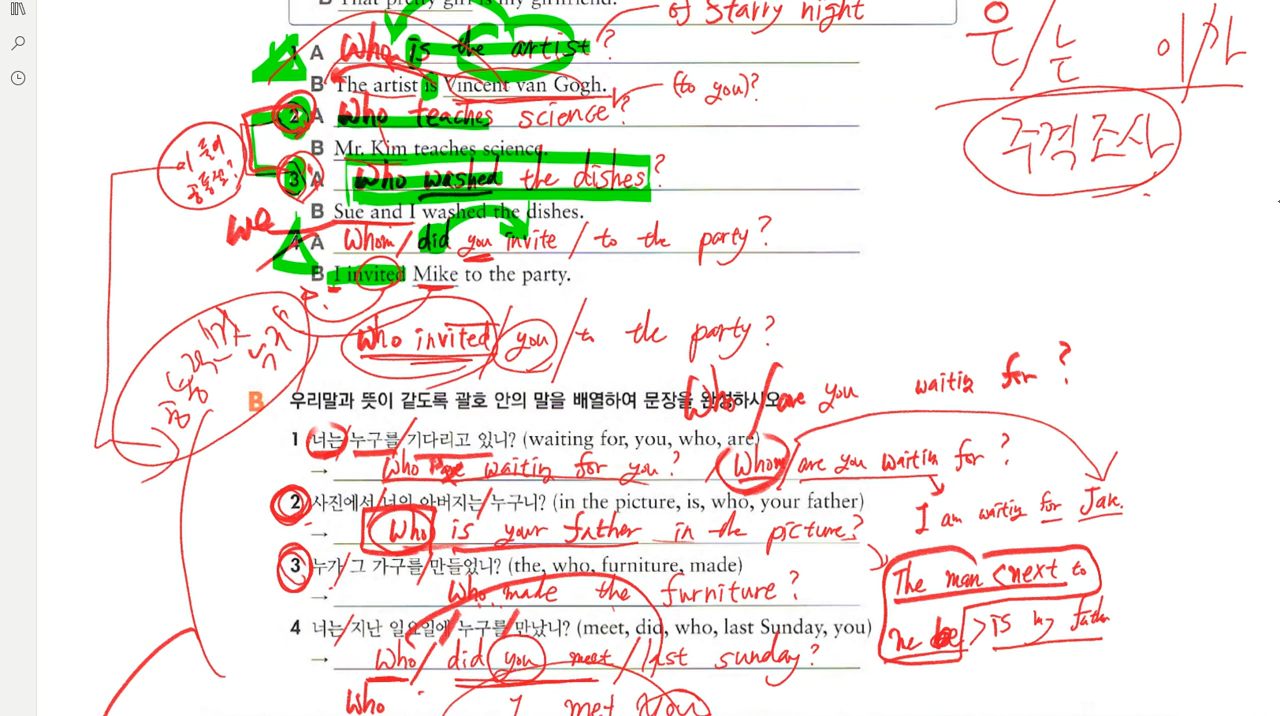 B That pretty girl is my girlfriend.
of Starry night
은/는 이/가
주격조사
1 A Who is the artist?
B The artist is Vincent van Gogh.
(to you)?
2 A Who teaches science?
B Mr. Kim teaches science.
이 둘의 공통점?
3 A Who washed the dishes?
B Sue and I washed the dishes.
we
4 A Whom/ did you invite / to the party?
B I invited Mike to the party.
Who invited/ you / to the party?
Who / are you waitin for?
B 우리말과 뜻이 같도록 괄호 안의 말을 배열하여 문장을 완성하시오.
1 너는/누구를/기다리고 있니? (waiting for, you, who, are)
→ Who waitin for you? / Whom/are you waitin for?
2 사진에서/너의 아버지는/누구니? (in the picture, is, who, your father)
I am waitin for Jake.
→ Who is your father in the picture?
3 누가/그 가구를/만들었니? (the, who, furniture, made)
The man <next to
→ Who made the furniture?
me > is my father
4 너는/지난 일요일에/누구를/만났니? (meet, did, who, last Sunday, you)
→ Who/ did you meet / last sunday?
Who I met you